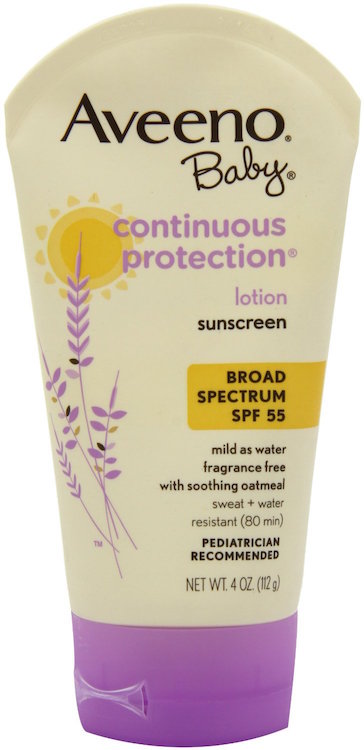 Aveeno®
Baby®
continuous
protection®
lotion
sunscreen
BROAD
SPECTRUM
SPF 55
mild as water
fragrance free
with soothing oatmeal
sweat + water
resistant (80 min)
PEDIATRICIAN
RECOMMENDED
NET WT. 4 OZ. (112 g)
™